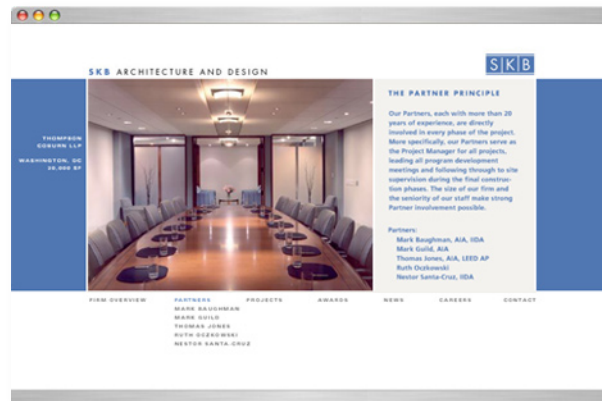 SKB
SKB ARCHITECTURE AND DESIGN
THOMPSON
COBURN LLP
WASHINGTON, DC
30,000 SF
THE PARTNER PRINCIPLE
Our Partners, each with more than 20
years of experience, are directly
involved in every phase of the project.
More specifically, our Partners serve as
the Project Manager for all projects,
leading all program development
meetings and following through to site
supervision during the final construc-
tion phases. The size of our firm and
the seniority of our staff make strong
Partner involvement possible.
Partners:
Mark Baughman, AIA, IIDA
Mark Guild, AIA
Thomas Jones, AIA, LEED AP
Ruth Oczkowski
Nestor Santa-Cruz, IIDA
FIRM OVERVIEW PARTNERS PROJECTS AWARDS NEWS CAREERS CONTACT
MARK BAUGHMAN
MARK GUILD
THOMAS JONES
RUTH OCZKOWSKI
NESTOR SANTA-CRUZ